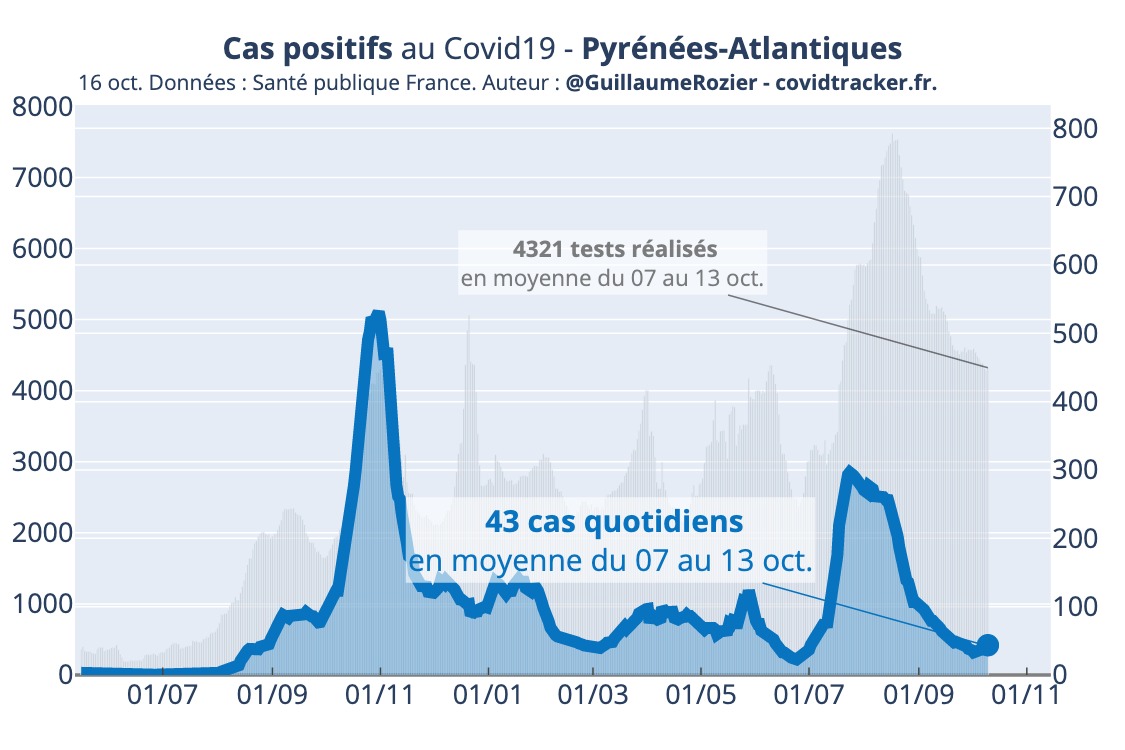 Cas positifs au Covid19 - Pyrénées-Atlantiques
16 oct. Données : Santé publique France. Auteur : @GuillaumeRozier - covidtracker.fr.
8000
7000
6000
5000
4000
3000
2000
1000
0
800
700
600
500
400
300
200
100
0
4321 tests réalisés
en moyenne du 07 au 13 oct.
43 cas quotidiens
en moyenne du 07 au 13 oct.
01/07 01/09 01/11 01/01 01/03 01/05 01/07 01/09 01/11